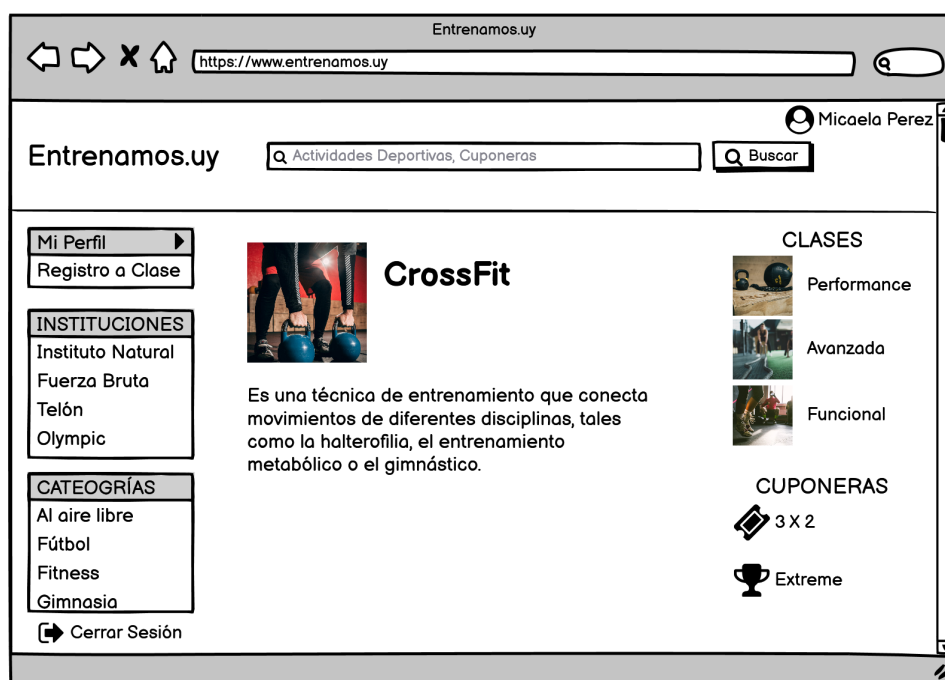 Entrenamos.uy
https://www.entrenamos.uy
Micaela Perez
Entrenamos.uy
Actividades Deportivas, Cuponeras
Buscar
Mi Perfil
Registro a Clase
INSTITUCIONES
Instituto Natural
Fuerza Bruta
Telón
Olympic
CATEOGRÍAS
Al aire libre
Fútbol
Fitness
Gimnasia
Cerrar Sesión
CrossFit
Es una técnica de entrenamiento que conecta
movimientos de diferentes disciplinas, tales
como la halterofilia, el entrenamiento
metabólico o el gimnástico.
CLASES
Performance
Avanzada
Funcional
CUPONERAS
3 X 2
Extreme